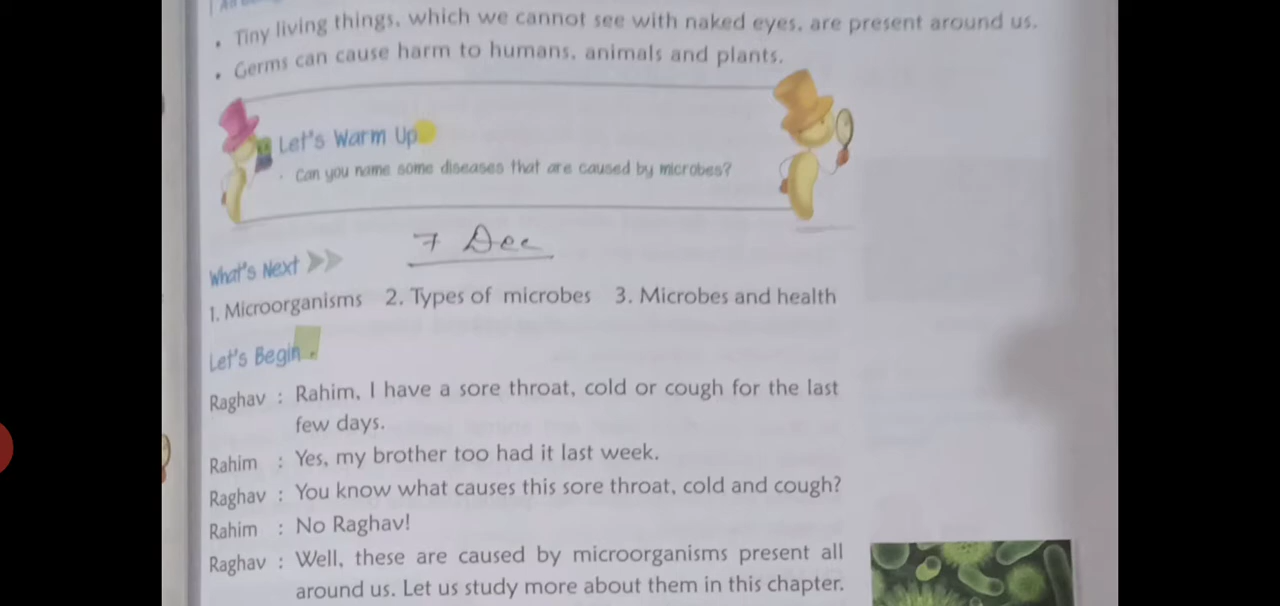 • Tiny living things, which we cannot see with naked eyes, are present around us.
• Germs can cause harm to humans, animals and plants.
Let's Warm Up
• Can you name some diseases that are caused by microbes?
7 Dec
What's Next
1. Microorganisms 2. Types of microbes 3. Microbes and health
Let's Begin
Raghav : Rahim, I have a sore throat, cold or cough for the last
few days.
Rahim : Yes, my brother too had it last week.
Raghav : You know what causes this sore throat, cold and cough?
Rahim : No Raghav!
Raghav : Well, these are caused by microorganisms present all
around us. Let us study more about them in this chapter.